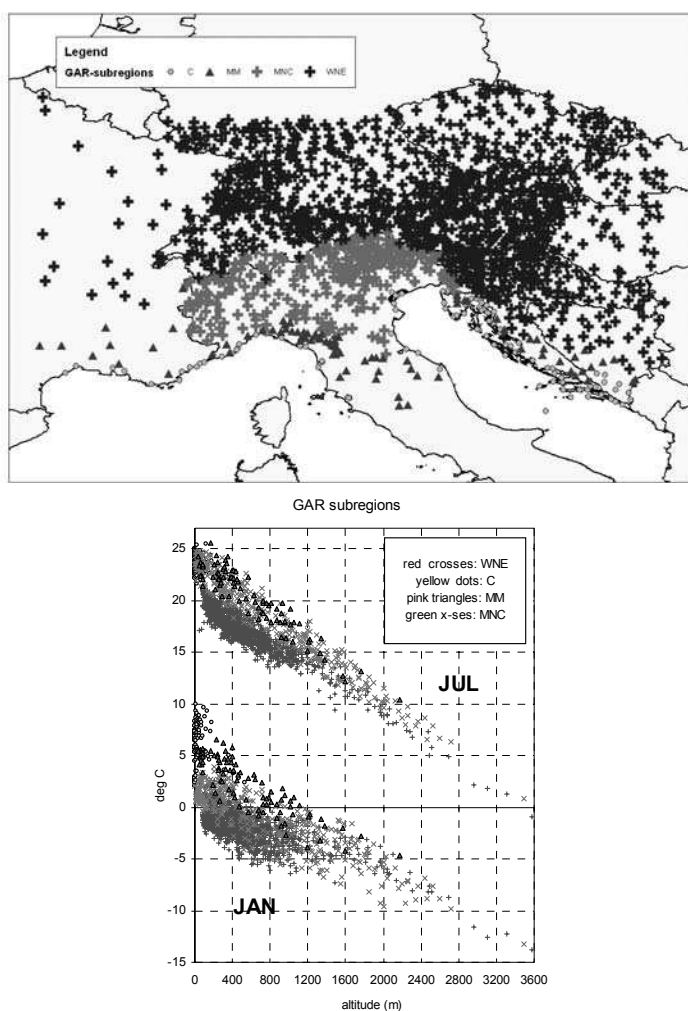 Legend
GAR-subregions C MM MNC WNE
GAR subregions
red crosses: WNE
yellow dots: C
pink triangles: MM
green x-ses: MNC
JUL
JAN
deg C
25
20
15
10
5
0
-5
-10
-15
0 400 800 1200 1600 2000 2400 2800 3200 3600
altitude (m)